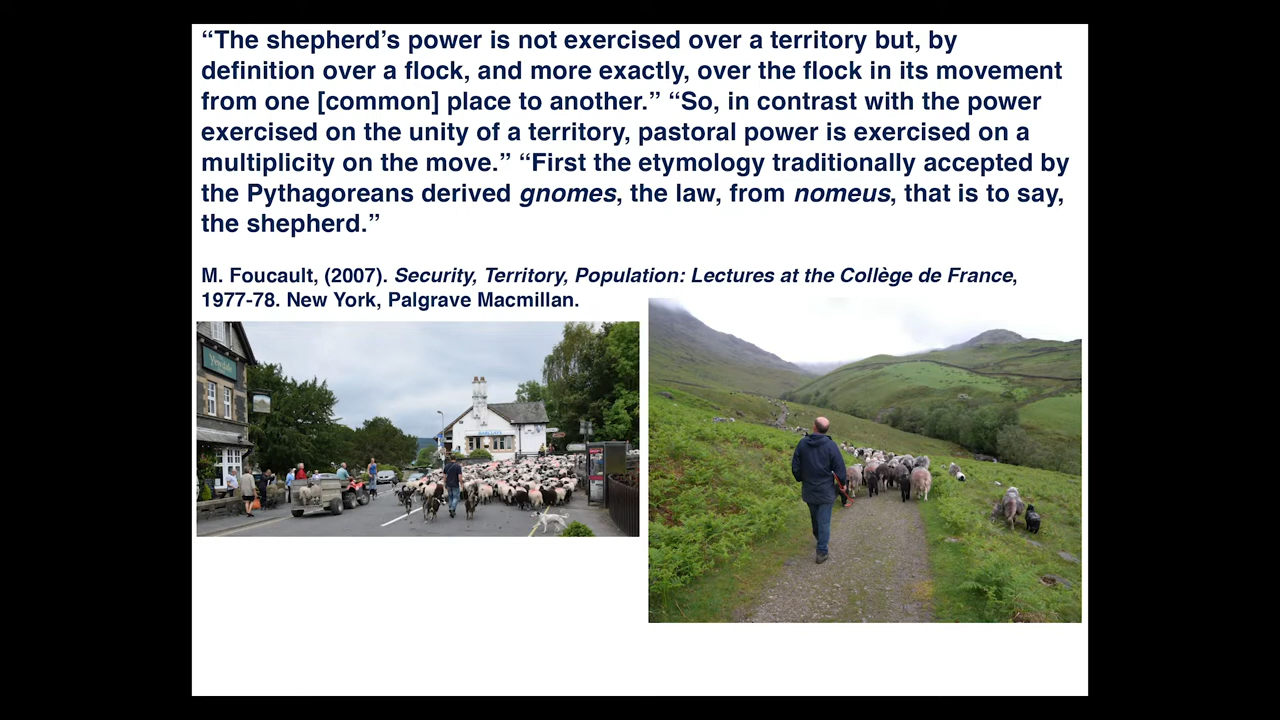 “The shepherd’s power is not exercised over a territory but, by
definition over a flock, and more exactly, over the flock in its movement
from one [common] place to another.” “So, in contrast with the power
exercised on the unity of a territory, pastoral power is exercised on a
multiplicity on the move.” “First the etymology traditionally accepted by
the Pythagoreans derived gnomes, the law, from nomeus, that is to say,
the shepherd.”
M. Foucault, (2007). Security, Territory, Population: Lectures at the Collège de France,
1977-78. New York, Palgrave Macmillan.